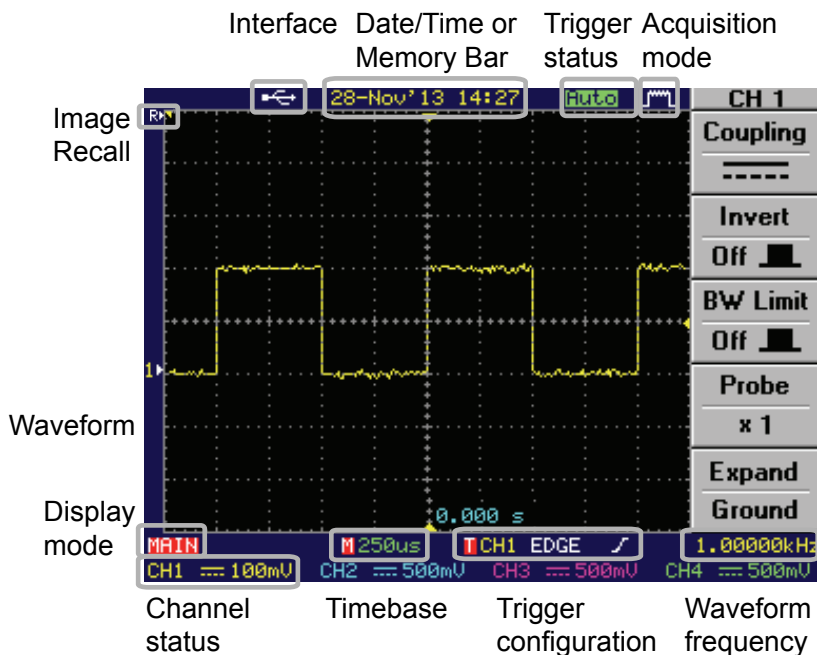 Interface Date/Time or Memory Bar Trigger status Acquisition mode
28-Nov'13 14:27 Auto CH 1
Image Recall
R
Coupling
Invert
Off
BW Limit
Off
1
Probe
x 1
Waveform
Expand
Ground
0.000 s
Display mode
MAIN M 250us T CH1 EDGE 1.00000kHz
CH1 100mV CH2 500mV CH3 500mV CH4 500mV
Channel status
Timebase
Trigger configuration
Waveform frequency